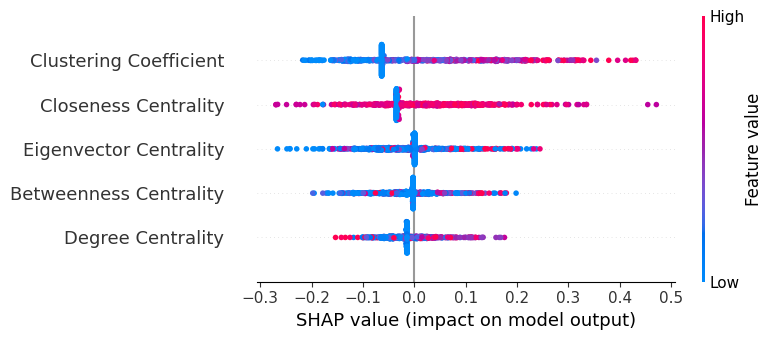 High
Clustering Coefficient
Closeness Centrality
Eigenvector Centrality
Betweenness Centrality
Degree Centrality
Feature value
Low
−0.3 −0.2 −0.1 0.0 0.1 0.2 0.3 0.4 0.5
SHAP value (impact on model output)